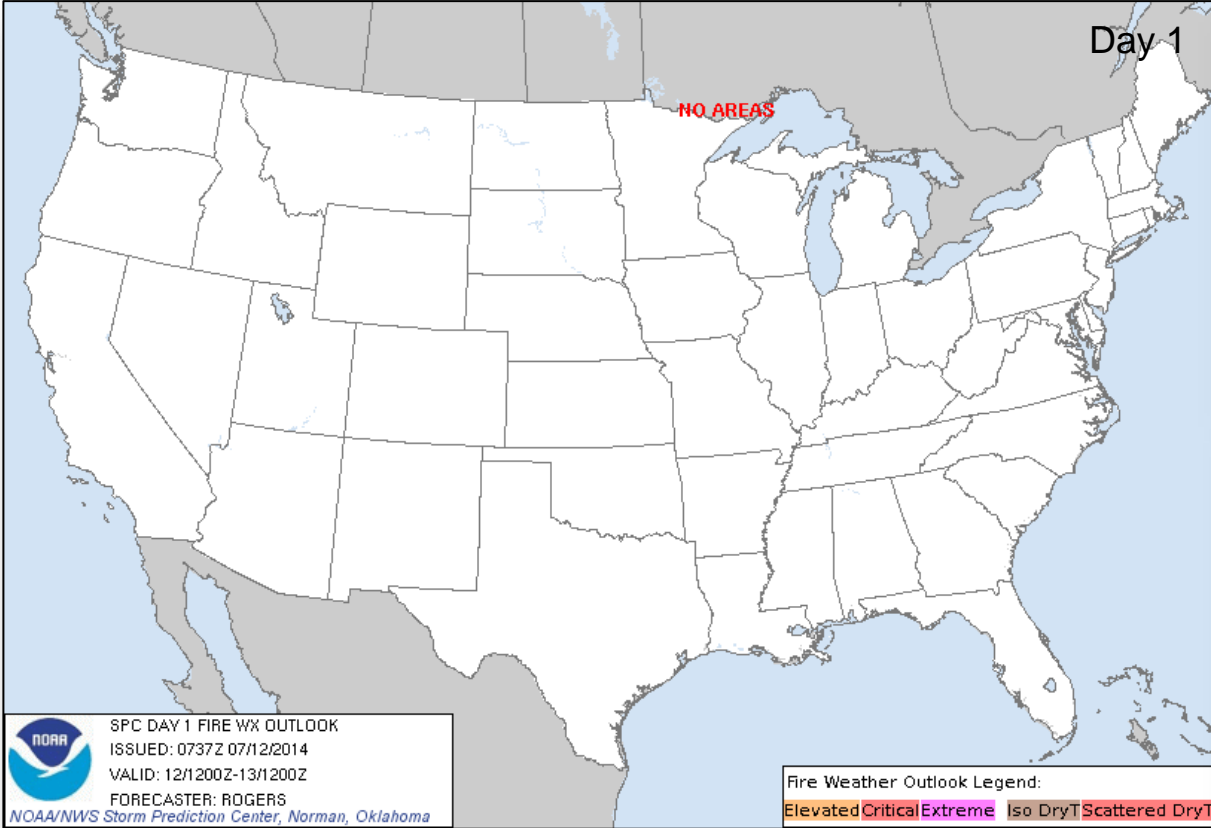 Day 1
NO AREAS
NOAA
SPC DAY 1 FIRE WX OUTLOOK
ISSUED: 0737Z 07/12/2014
VALID: 12/1200Z-13/1200Z
FORECASTER: ROGERS
NOAA/NWS Storm Prediction Center, Norman, Oklahoma
Fire Weather Outlook Legend:
Elevated Critical Extreme Iso DryT Scattered DryT